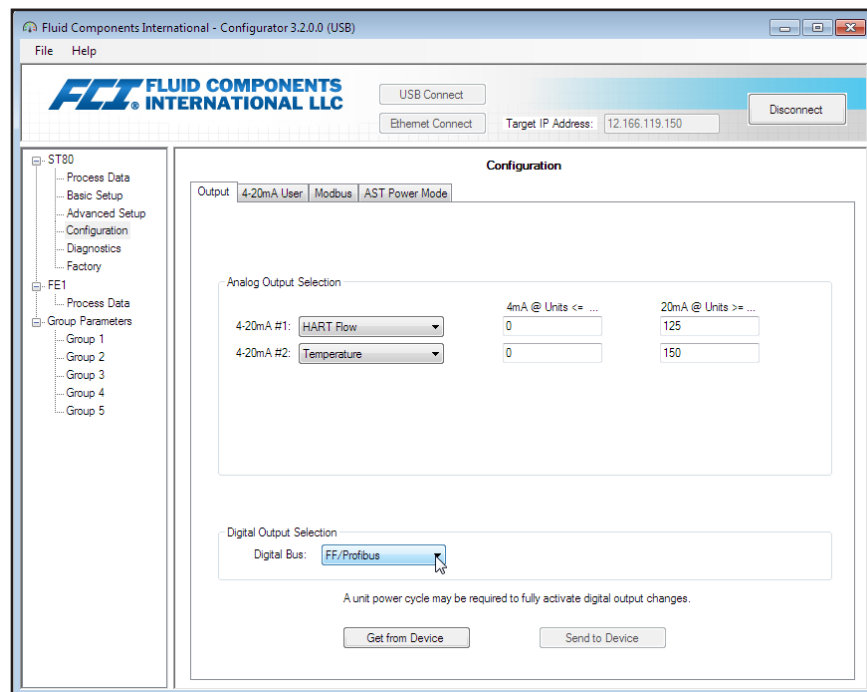 Fluid Components International - Configurator 3.2.0.0 (USB)
File Help
FCI FLUID COMPONENTS
® INTERNATIONAL LLC
USB Connect
Ethernet Connect Target IP Address: 12.166.119.150
Disconnect
ST80
Process Data
Basic Setup
Advanced Setup
Configuration
Diagnostics
Factory
FE1
Process Data
Group Parameters
Group 1
Group 2
Group 3
Group 4
Group 5
Configuration
Output 4-20mA User Modbus AST Power Mode
Analog Output Selection
4mA @ Units <= ... 20mA @ Units >= ...
4-20mA #1: HART Flow 0 125
4-20mA #2: Temperature 0 150
Digital Output Selection
Digital Bus: FF/Profibus
A unit power cycle may be required to fully activate digital output changes.
Get from Device Send to Device